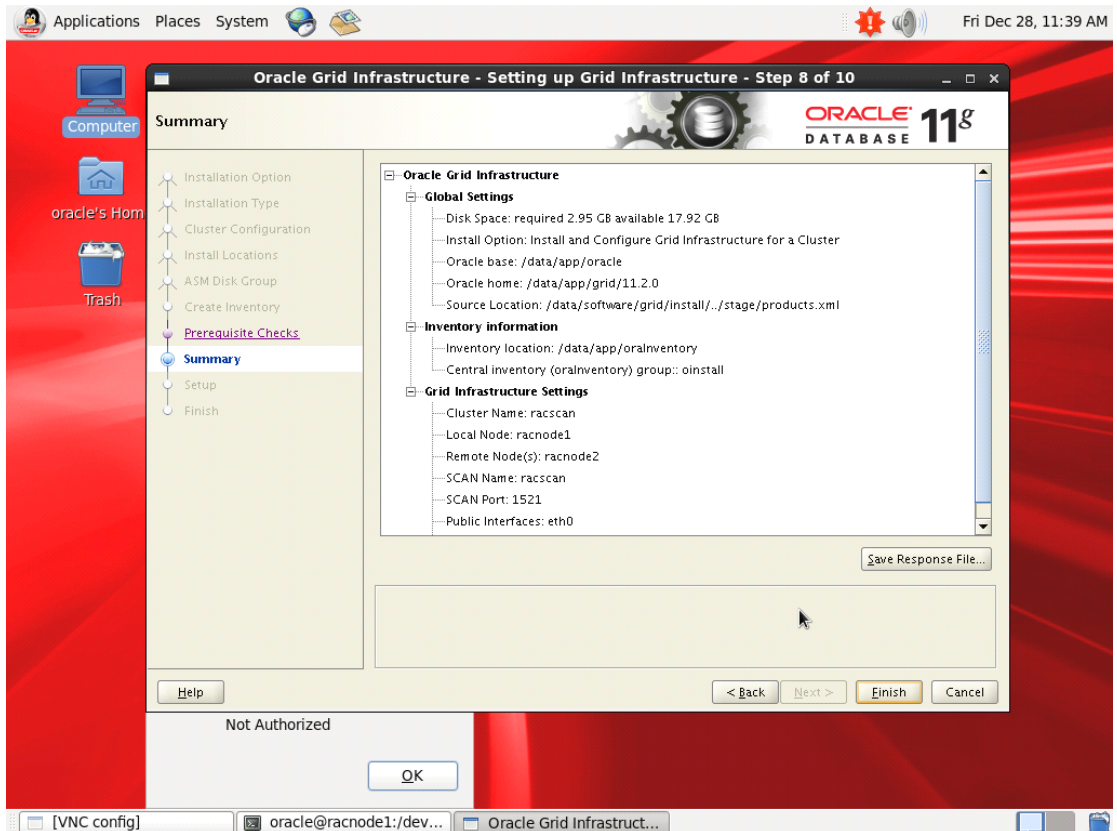 Applications Places System
Fri Dec 28, 11:39 AM
Computer
oracle's Hom
Trash
Oracle Grid Infrastructure - Setting up Grid Infrastructure - Step 8 of 10
Summary
ORACLE
DATABASE
11g
Installation Option
Installation Type
Cluster Configuration
Install Locations
ASM Disk Group
Create Inventory
Prerequisite Checks
Summary
Setup
Finish
Oracle Grid Infrastructure
Global Settings
Disk Space: required 2.95 GB available 17.92 GB
Install Option: Install and Configure Grid Infrastructure for a Cluster
Oracle base: /data/app/oracle
Oracle home: /data/app/grid/11.2.0
Source Location: /data/software/grid/install/../stage/products.xml
Inventory information
Inventory location: /data/app/oraInventory
Central inventory (oraInventory) group:: oinstall
Grid Infrastructure Settings
Cluster Name: racscan
Local Node: racnode1
Remote Node(s): racnode2
SCAN Name: racscan
SCAN Port: 1521
Public Interfaces: eth0
Save Response File...
Help
< Back
Next >
Finish
Cancel
Not Authorized
OK
[VNC config]
oracle@racnode1:/dev...
Oracle Grid Infrastruct...